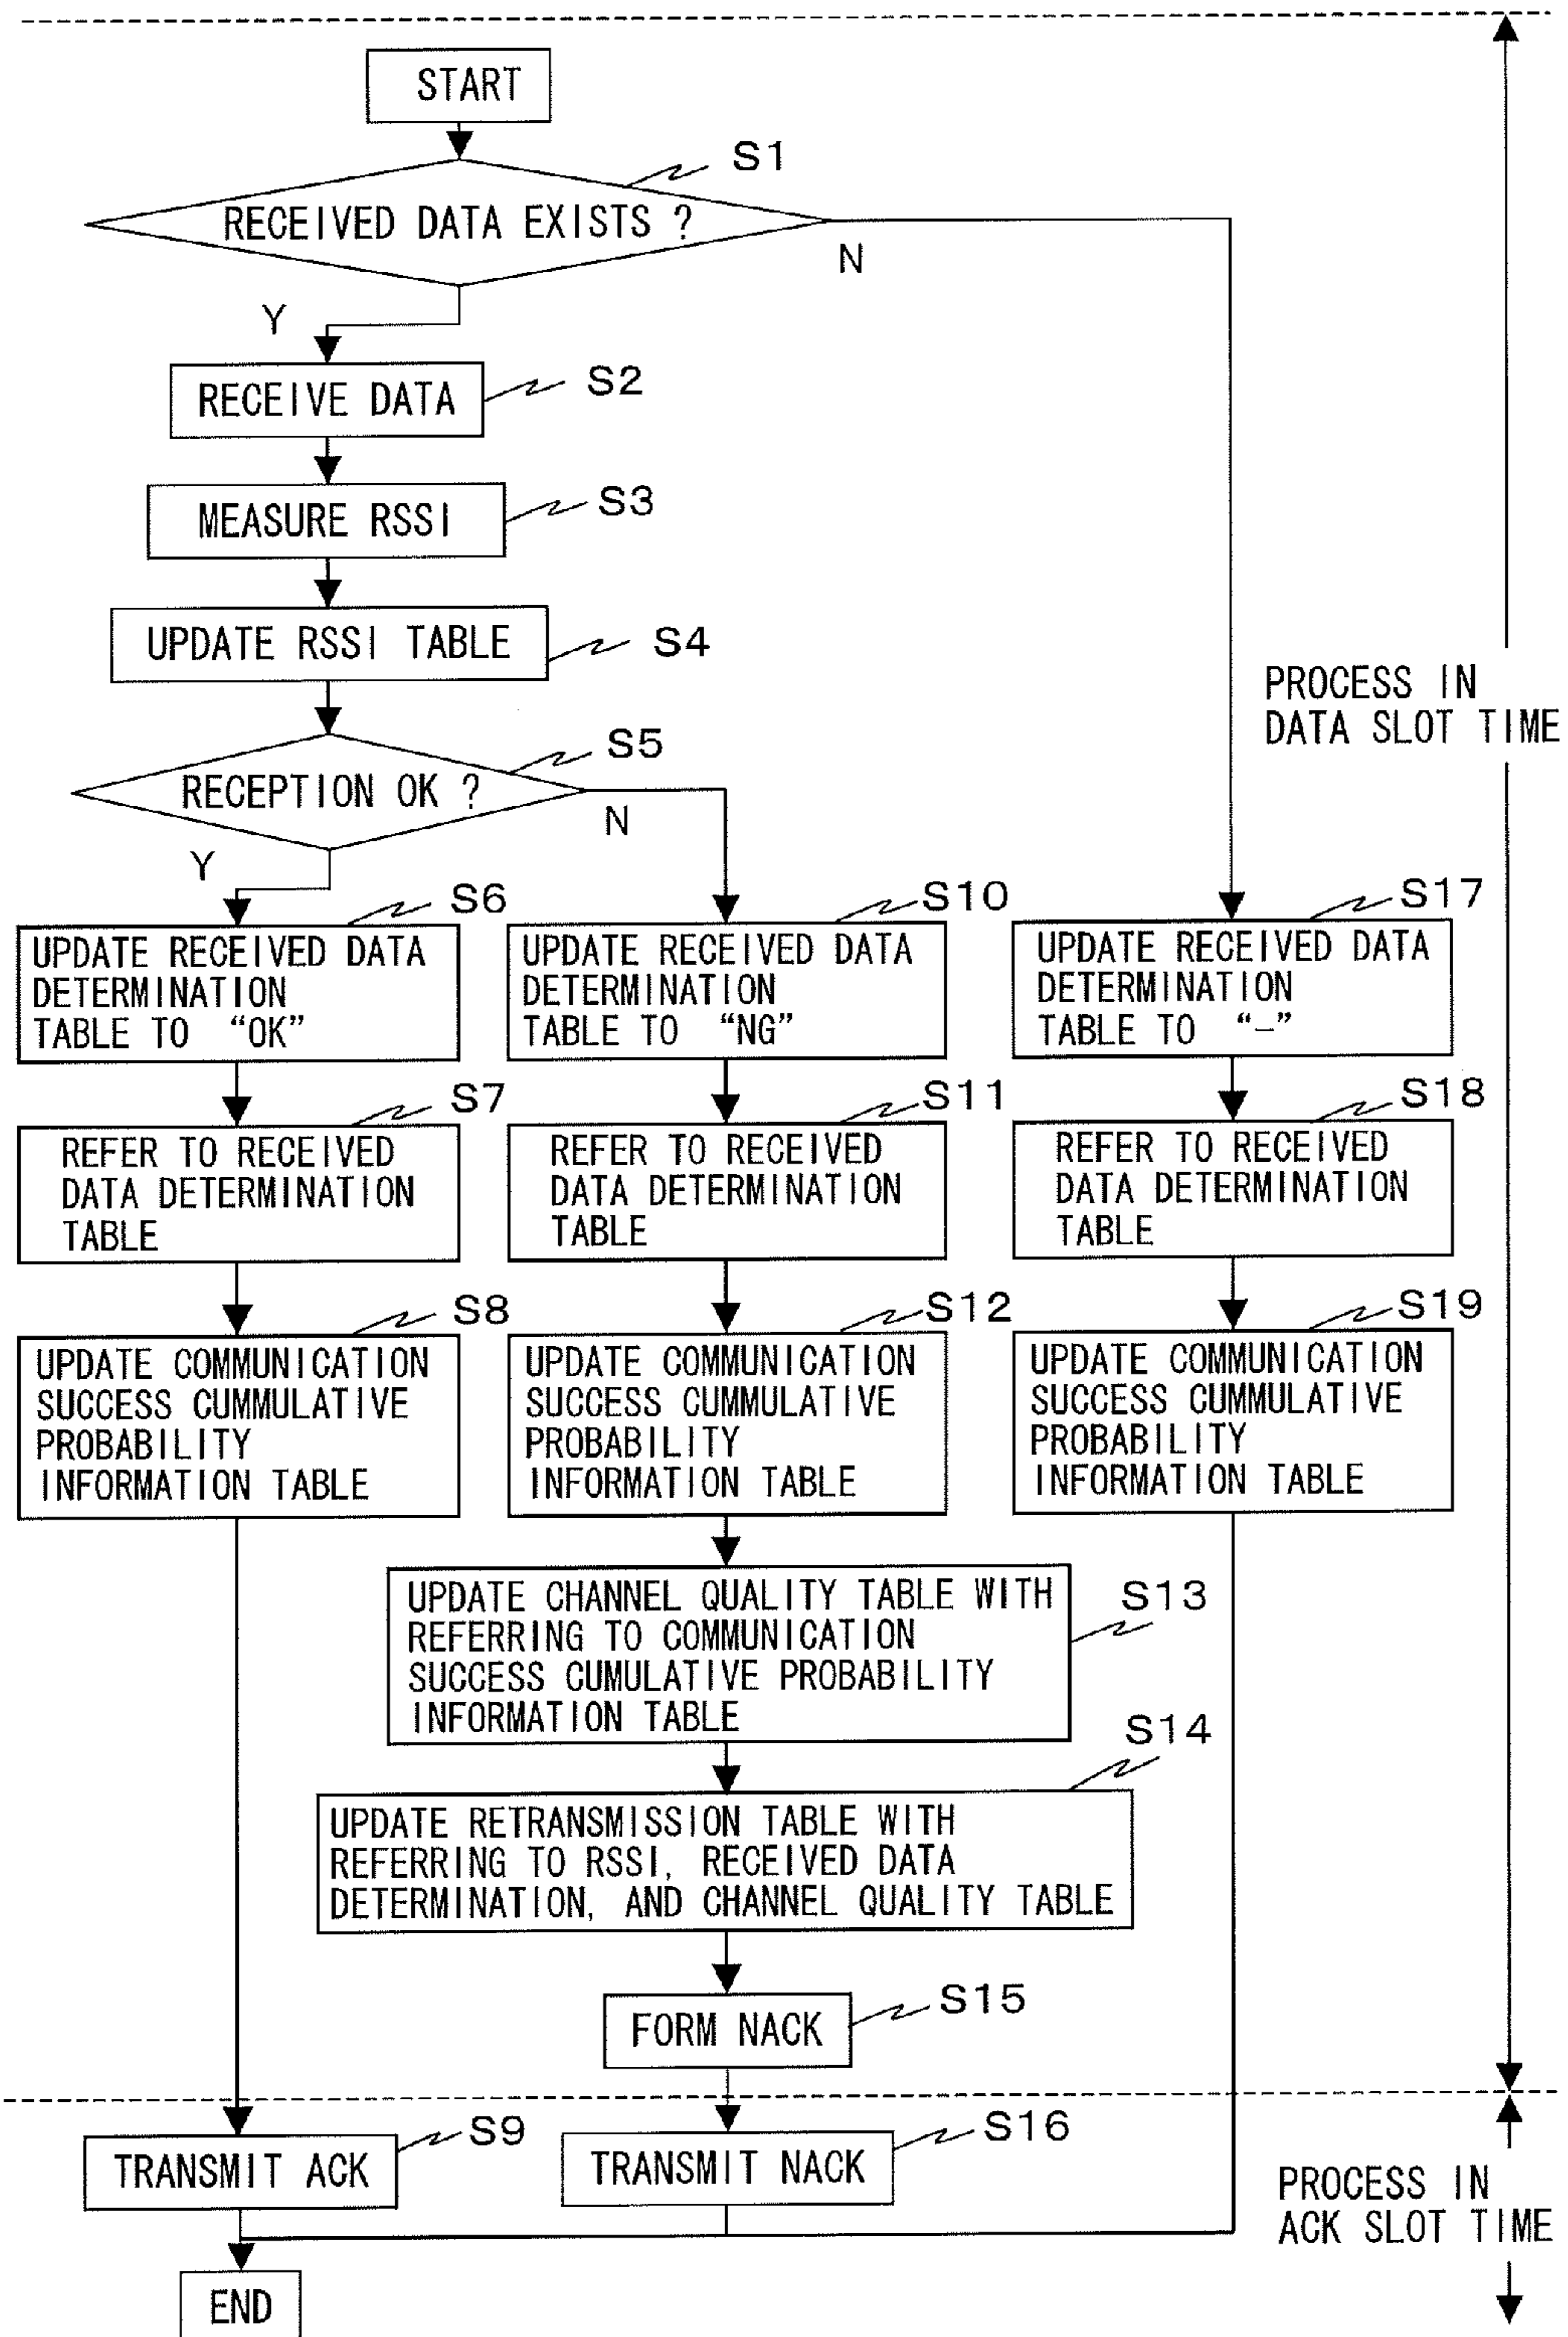 START
S1
RECEIVED DATA EXISTS ?
N
Y
RECEIVE DATA
S2
MEASURE RSSI
S3
UPDATE RSSI TABLE
S4
PROCESS IN
DATA SLOT TIME
S5
RECEPTION OK ?
N
Y
S6
UPDATE RECEIVED DATA
DETERMINATION
TABLE TO “OK”
S10
UPDATE RECEIVED DATA
DETERMINATION
TABLE TO “NG”
S17
UPDATE RECEIVED DATA
DETERMINATION
TABLE TO “–”
S7
REFER TO RECEIVED
DATA DETERMINATION
TABLE
S11
REFER TO RECEIVED
DATA DETERMINATION
TABLE
S18
REFER TO RECEIVED
DATA DETERMINATION
TABLE
S8
UPDATE COMMUNICATION
SUCCESS CUMMULATIVE
PROBABILITY
INFORMATION TABLE
S12
UPDATE COMMUNICATION
SUCCESS CUMMULATIVE
PROBABILITY
INFORMATION TABLE
S19
UPDATE COMMUNICATION
SUCCESS CUMMULATIVE
PROBABILITY
INFORMATION TABLE
UPDATE CHANNEL QUALITY TABLE WITH
REFERRING TO COMMUNICATION
SUCCESS CUMULATIVE PROBABILITY
INFORMATION TABLE
S13
S14
UPDATE RETRANSMISSION TABLE WITH
REFERRING TO RSSI, RECEIVED DATA
DETERMINATION, AND CHANNEL QUALITY TABLE
FORM NACK
S15
TRANSMIT ACK
S9
TRANSMIT NACK
S16
PROCESS IN
ACK SLOT TIME
END